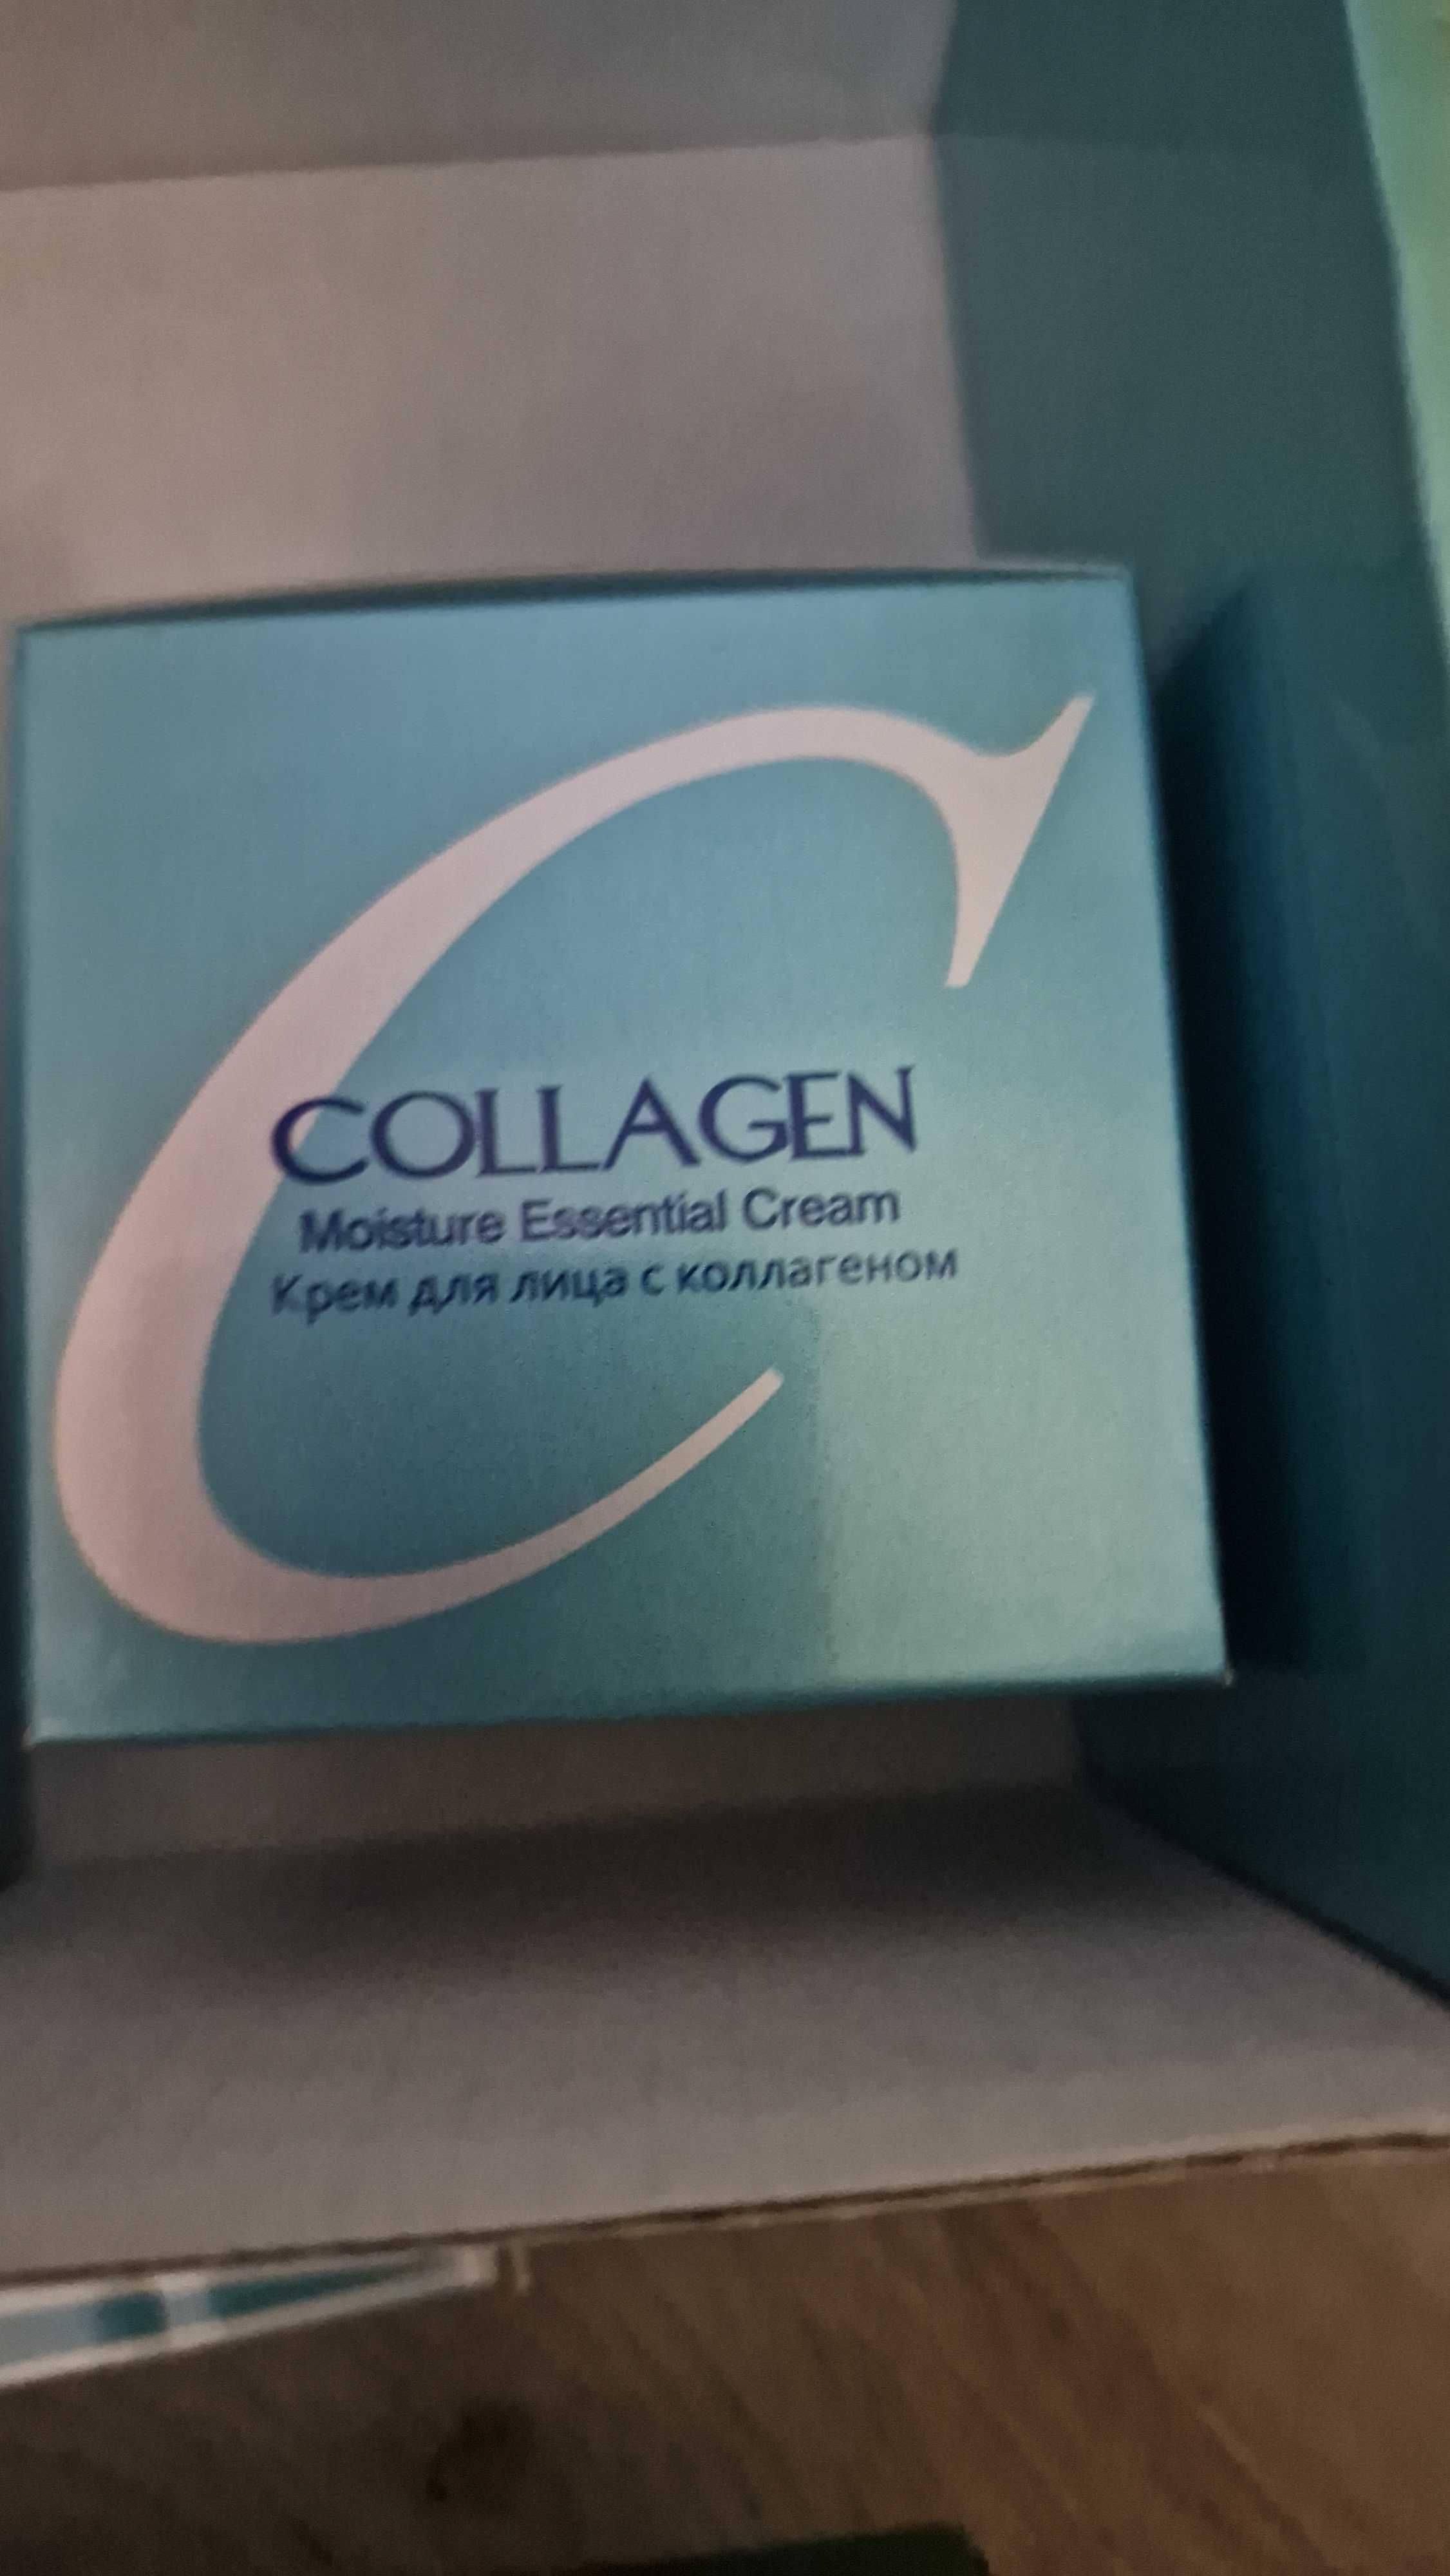 COLLAGEN
Moisture Essential Cream
Крем для лица с коллагеном